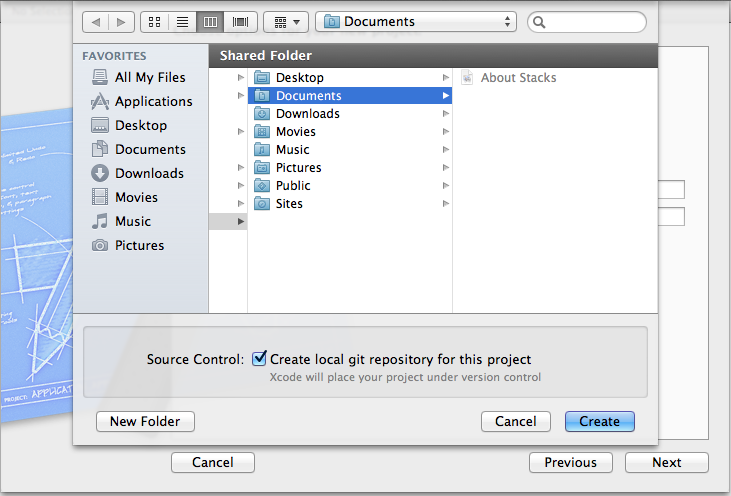 Documents
FAVORITES
All My Files
Applications
Desktop
Documents
Downloads
Movies
Music
Pictures
Shared Folder
Desktop
Documents
Downloads
Movies
Music
Pictures
Public
Sites
About Stacks
Source Control: Create local git repository for this project
Xcode will place your project under version control
New Folder
Cancel
Create
PROJECT: APPLICAT
Cancel
Previous
Next